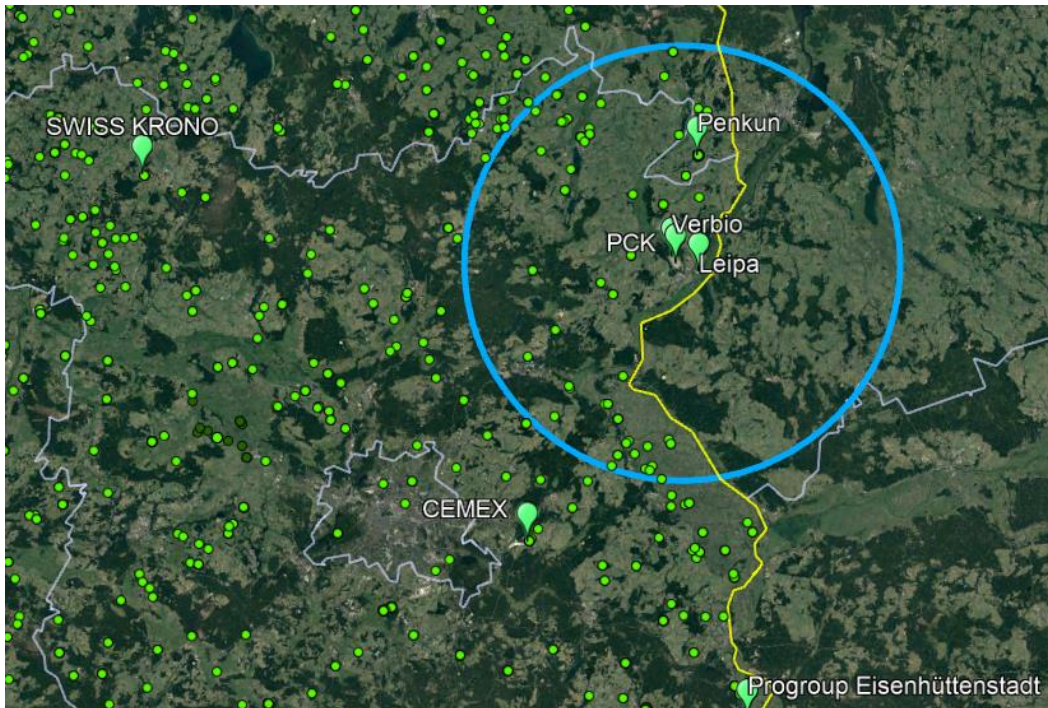 SWISS KRONO
Penkun
Verbio
PCK
Leipa
CEMEX
Progroup Eisenhüttenstadt